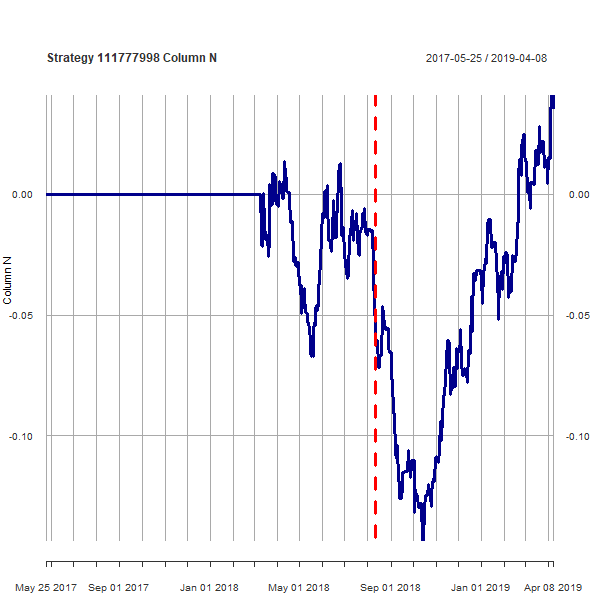 Strategy 111777998 Column N
2017-05-25 / 2019-04-08
Column N
0.00
0.00
-0.05
-0.05
-0.10
-0.10
May 25 2017
Sep 01 2017
Jan 01 2018
May 01 2018
Sep 01 2018
Jan 01 2019
Apr 08 2019